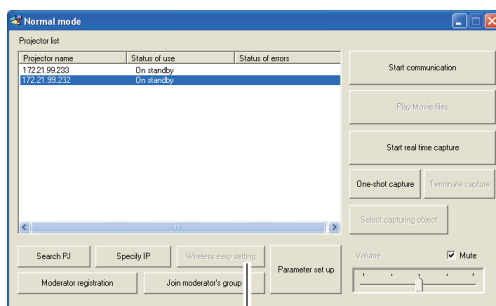 Normal mode
Projector list
Projector name Status of use Status of errors
172.21.99.233 On standby
172.21.99.232 On standby
Start communication
Play Movie files
Start real time capture
One-shot capture Terminate capture
Select capturing object
Search PJ Specify IP Wireless easy setting Parameter set up
Volume Mute
Moderator registration Join moderator's group